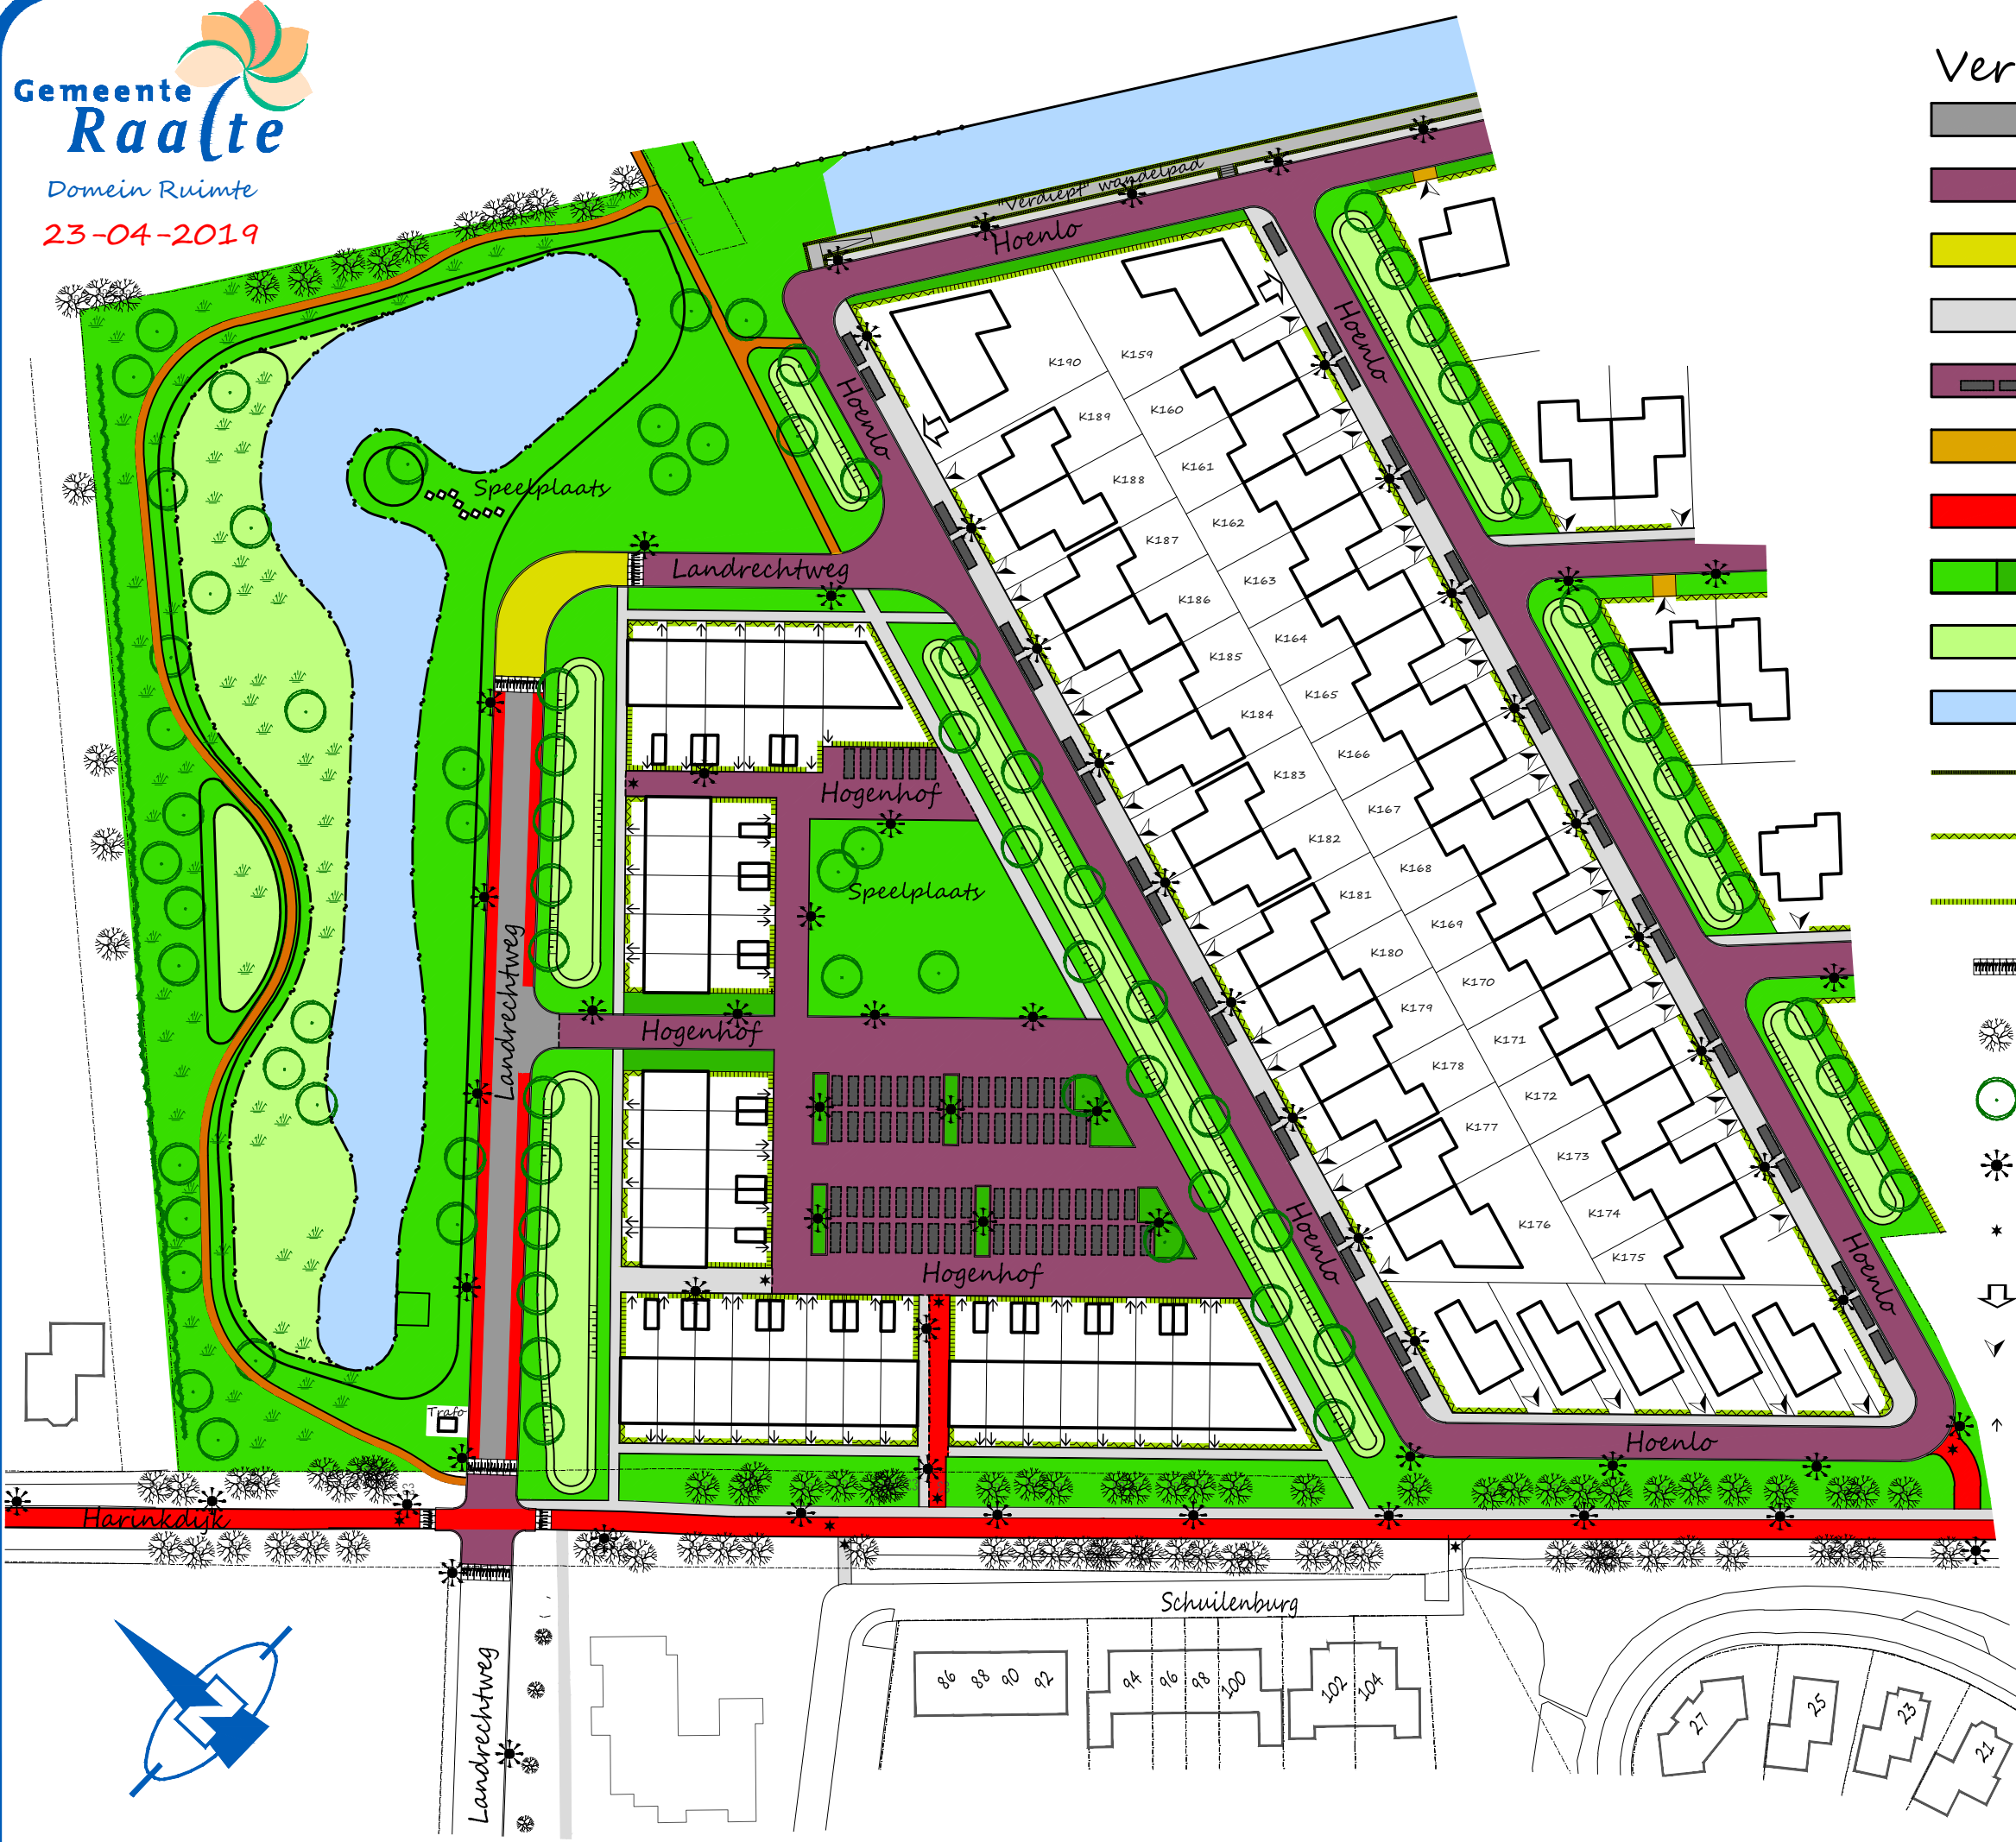 Gemeente
Raalte
Domein Ruimte
23-04-2019
Ver
"Verdiept" wandelpad
Hoenlo
Hoenlo
Hoenlo
K190
K159
K189
K160
K188
K161
K187
K162
K186
K163
K185
K164
K184
K165
K183
K166
K182
K167
K181
K168
K180
K169
K179
K170
K178
K171
K177
K172
K176
K173
K174
K175
Speelplaats
Landrechtweg
Hogenhof
Speelplaats
Landrechtweg
Hogenhof
Hogenhof
Hoenlo
Hoenlo
Hoenlo
Trafo
Harinkdijk
Landrechtweg
Schuilenburg
86
88
90
92
94
96
98
100
102
104
27
25
23
21